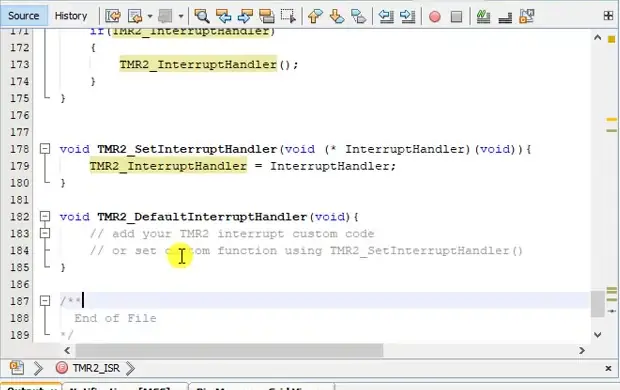 Source
History
171 if(TMR2_InterruptHandler)
172 {
173 TMR2_InterruptHandler();
174 }
175 }
176
177
178 void TMR2_SetInterruptHandler(void (* InterruptHandler)(void)){
179 TMR2_InterruptHandler = InterruptHandler;
180 }
181
182 void TMR2_DefaultInterruptHandler(void){
183 // add your TMR2 interrupt custom code
184 // or set custom function using TMR2_SetInterruptHandler()
185 }
186
187 /**
188 End of File
189 */
TMR2_ISR